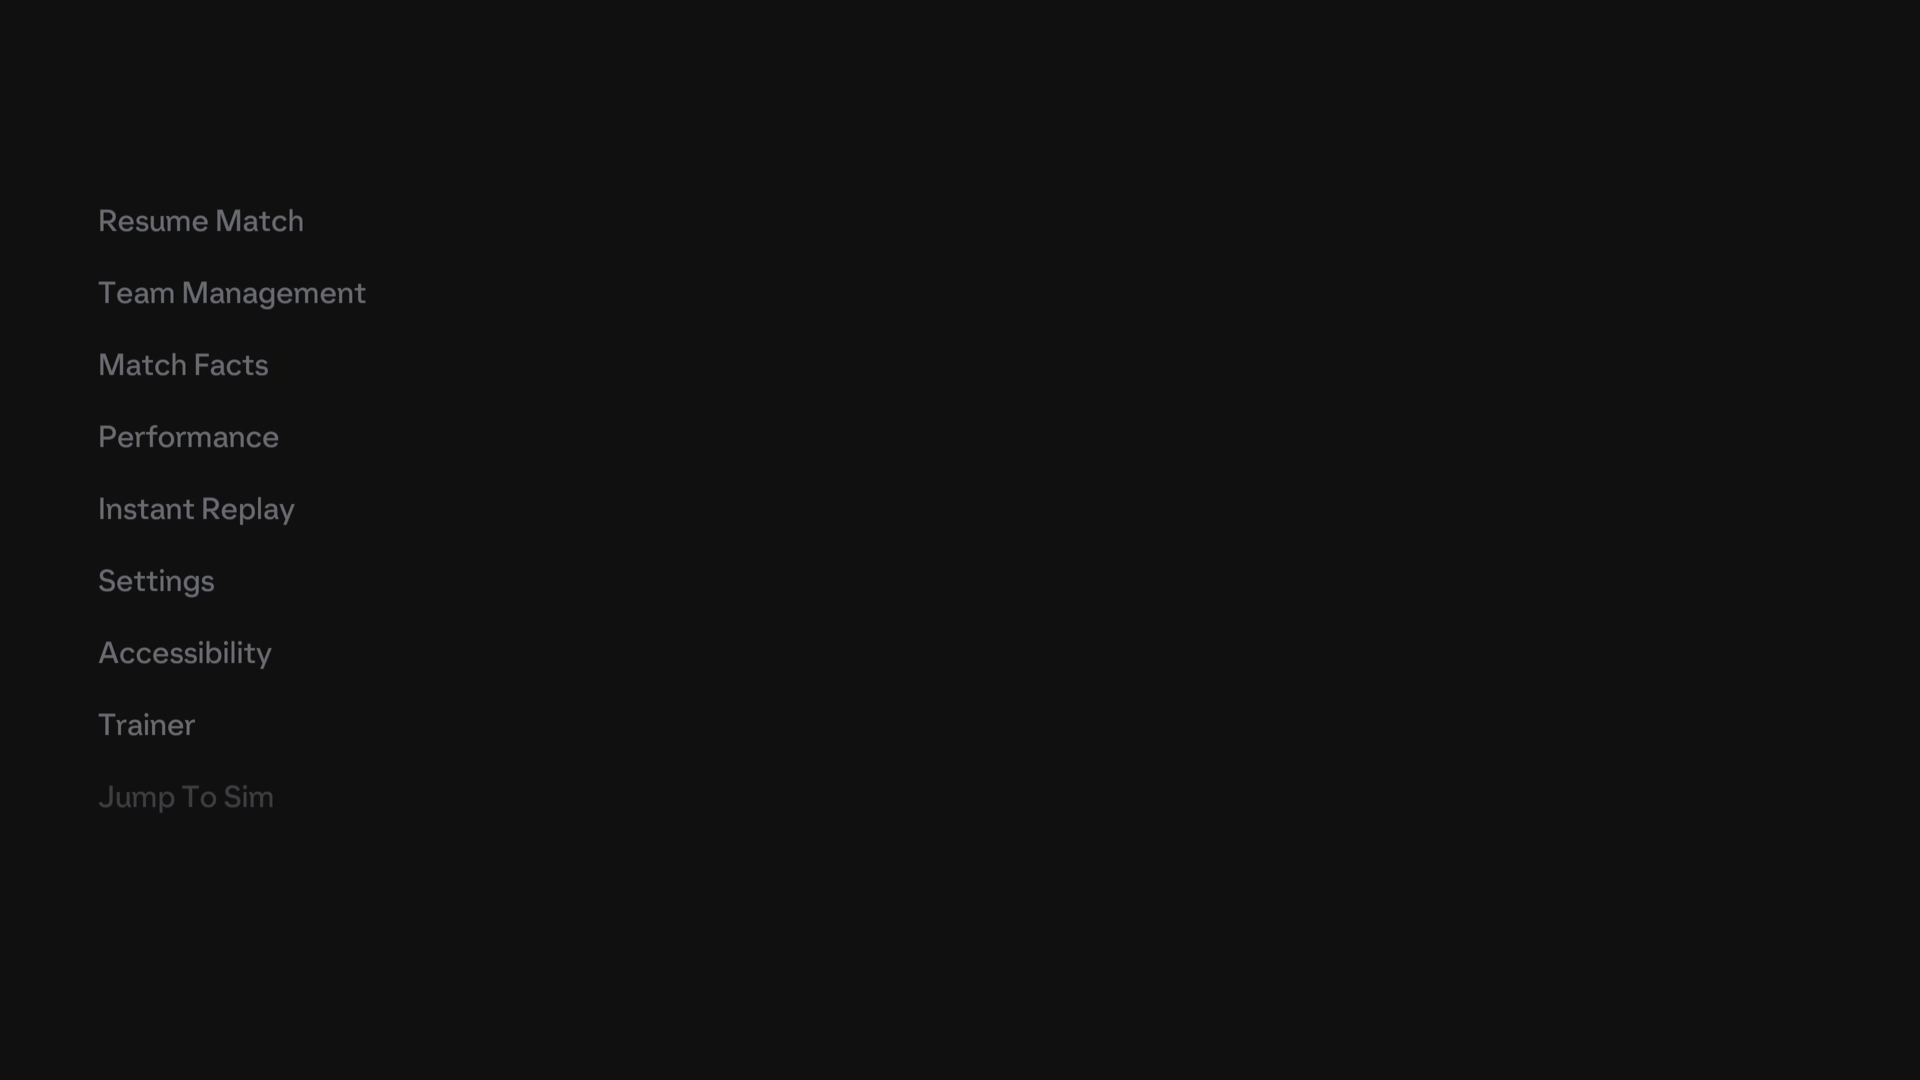 Resume Match
Team Management
Match Facts
Performance
Instant Replay
Settings
Accessibility
Trainer
Jump To Sim